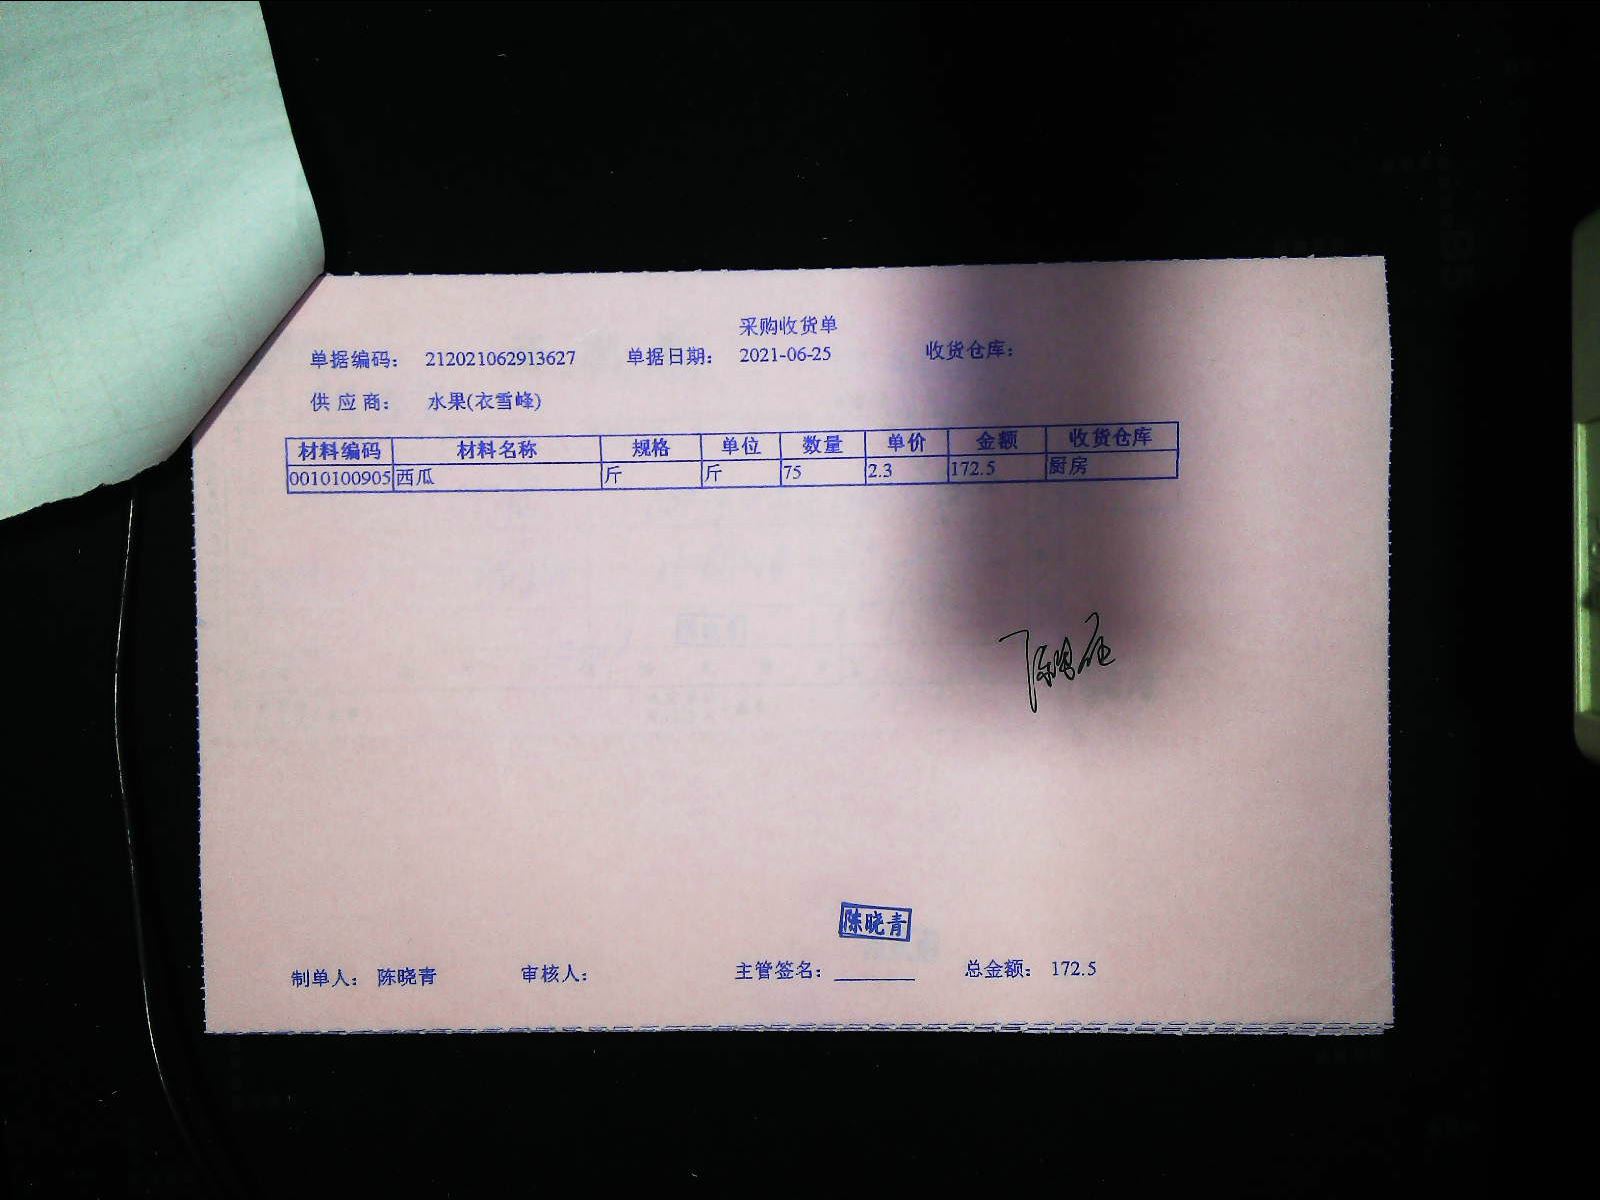 采购收货单
单据编码： 212021062913627 单据日期： 2021-06-25 收货仓库：
供应商： 水果(衣雪峰)
材料编码 材料名称 规格 单位 数量 单价 金额 收货仓库
0010100905 西瓜 斤 斤 75 2.3 172.5 厨房
陈晓青
制单人： 陈晓青 审核人： 主管签名： 总金额： 172.5